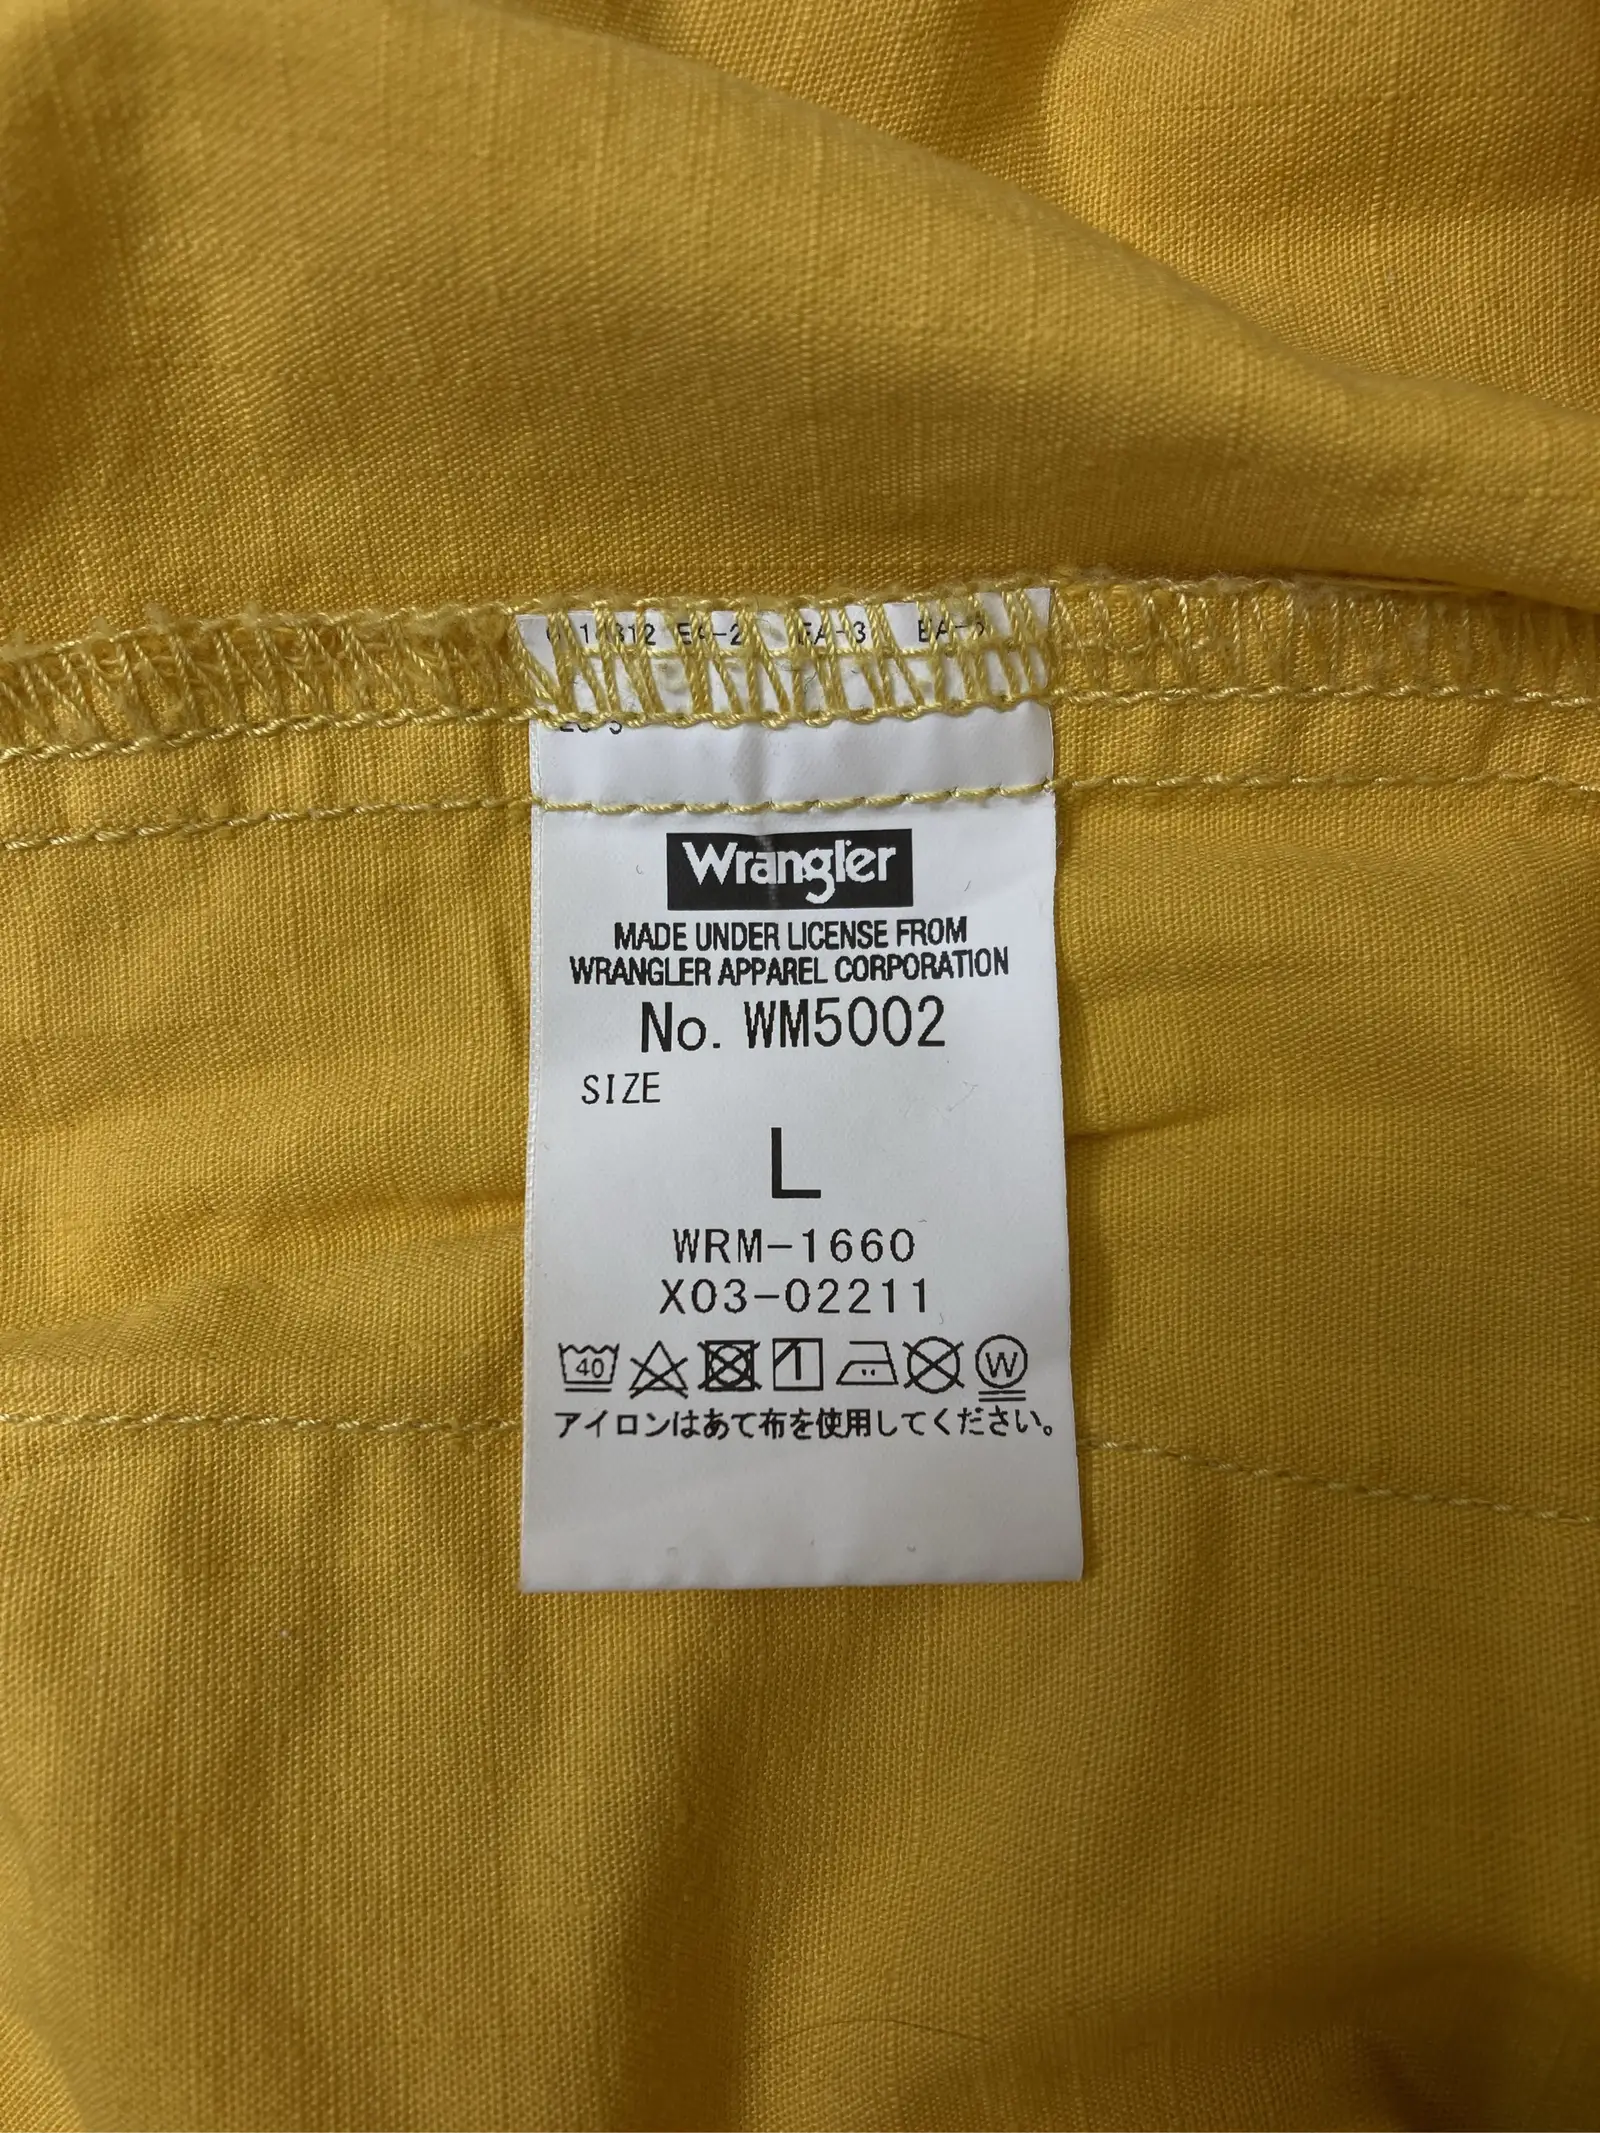 Wrangler
MADE UNDER LICENSE FROM
WRANGLER APPAREL CORPORATION
No. WM5002
SIZE
L
WRM-1660
X03-02211
40
W
アイロンはあて布を使用してください。